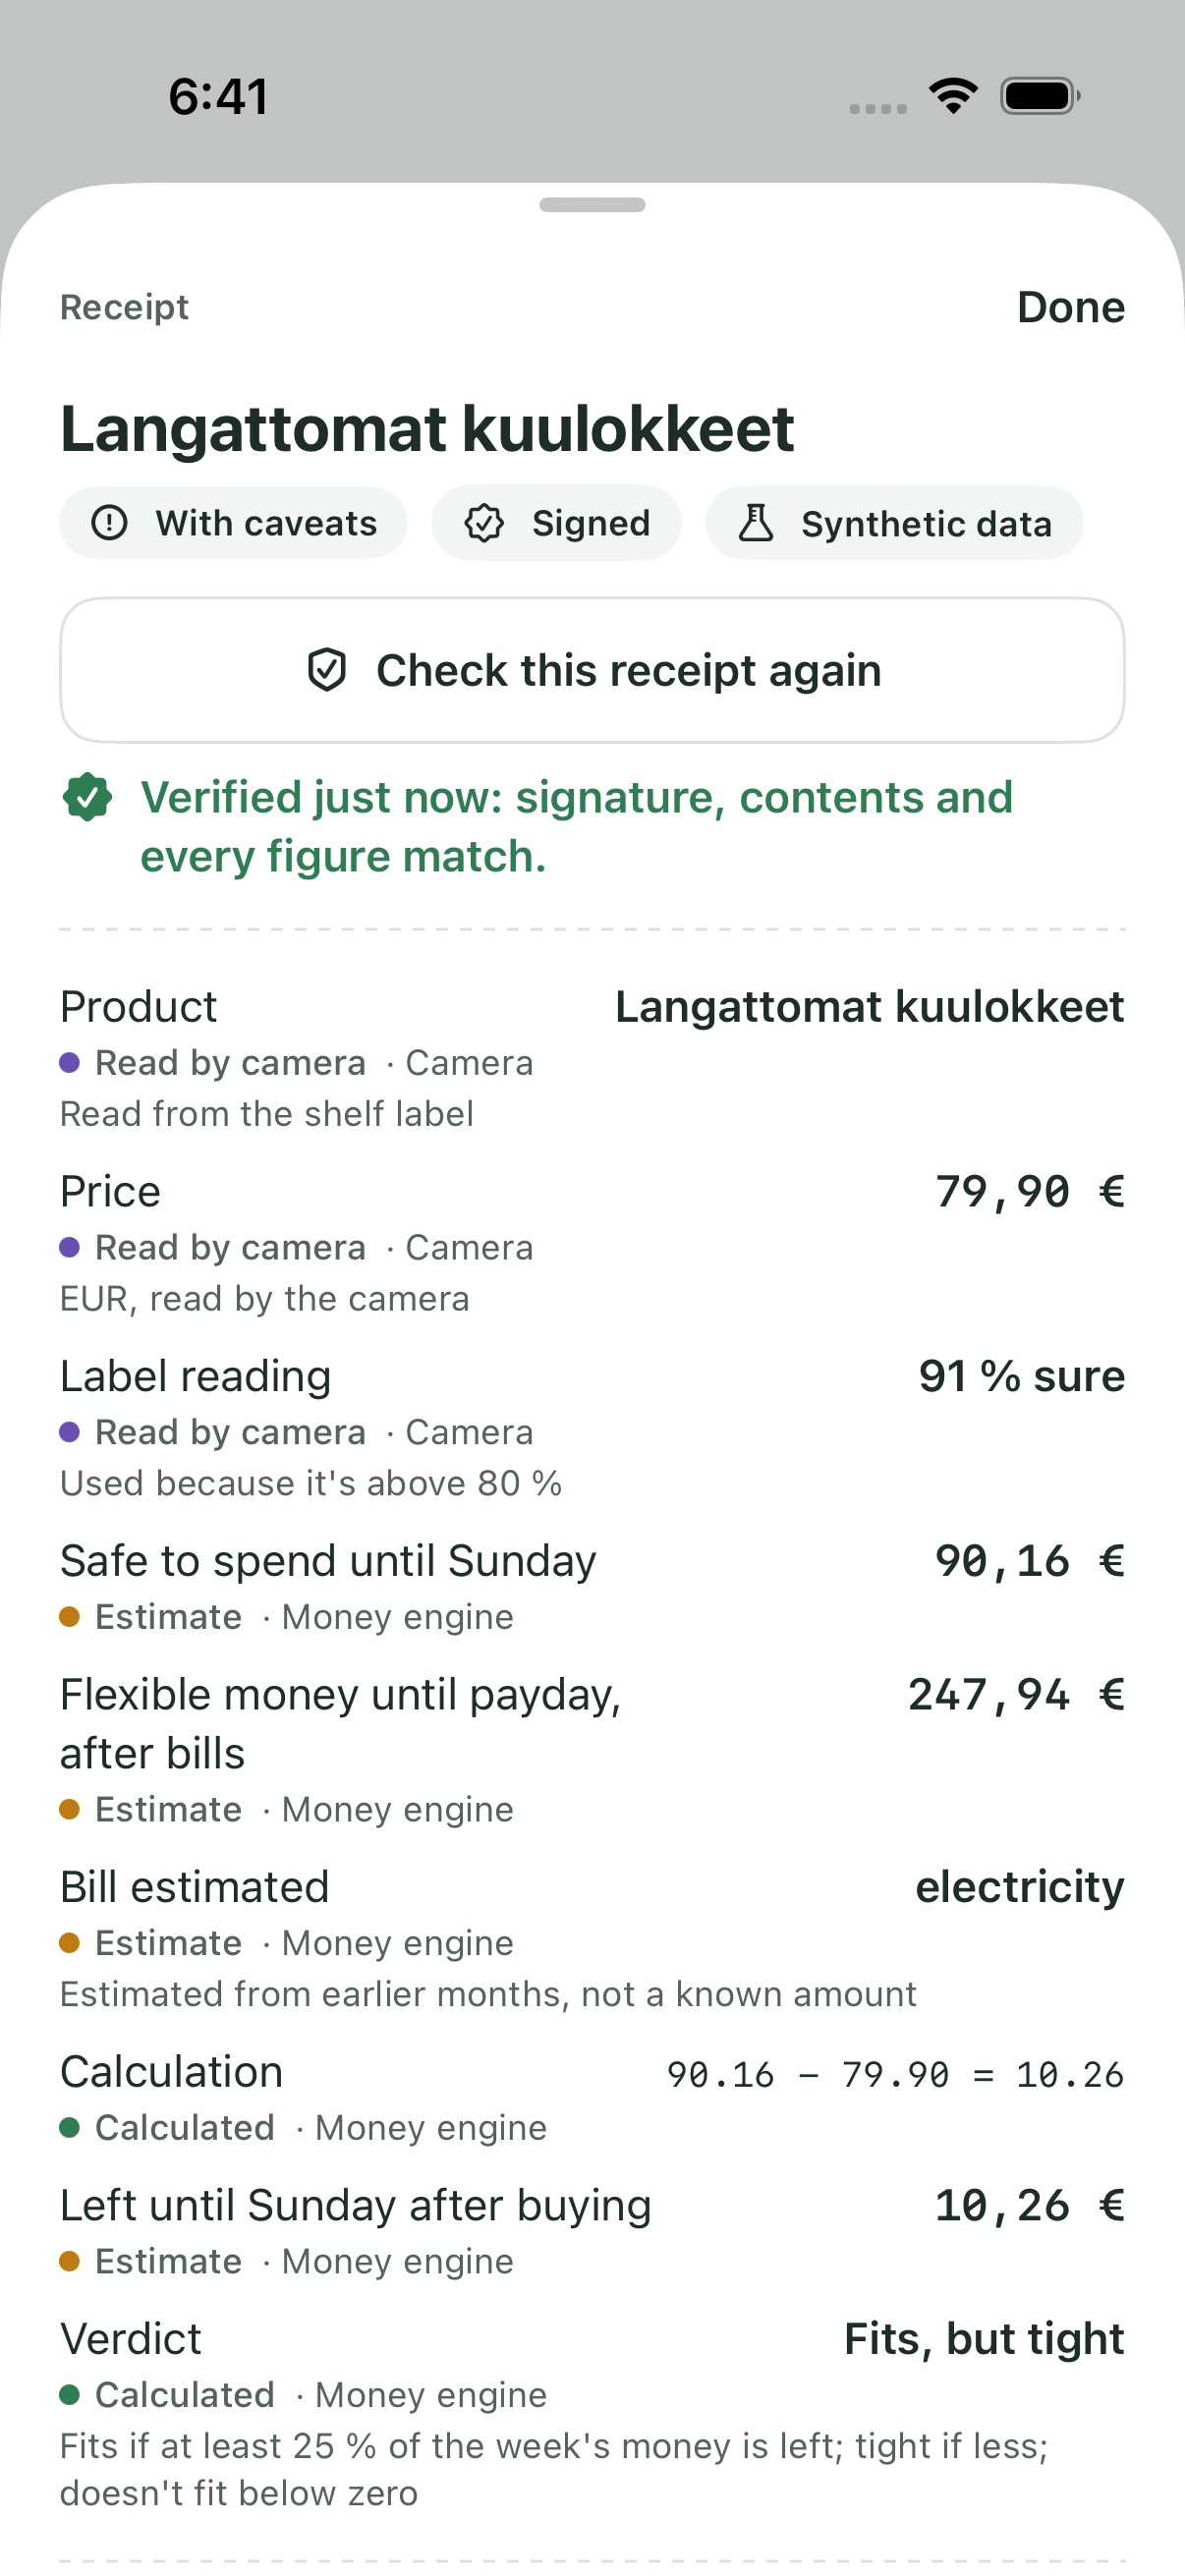 6:41
Receipt
Done
Langattomat kuulokkeet
With caveats
Signed
Synthetic data
Check this receipt again
Verified just now: signature, contents and
every figure match.
Product
Langattomat kuulokkeet
Read by camera · Camera
Read from the shelf label
Price
79,90 €
Read by camera · Camera
EUR, read by the camera
Label reading
91 % sure
Read by camera · Camera
Used because it's above 80 %
Safe to spend until Sunday
90,16 €
Estimate · Money engine
Flexible money until payday,
after bills
247,94 €
Estimate · Money engine
Bill estimated
electricity
Estimate · Money engine
Estimated from earlier months, not a known amount
Calculation
90.16 − 79.90 = 10.26
Calculated · Money engine
Left until Sunday after buying
10,26 €
Estimate · Money engine
Verdict
Fits, but tight
Calculated · Money engine
Fits if at least 25 % of the week's money is left; tight if less;
doesn't fit below zero